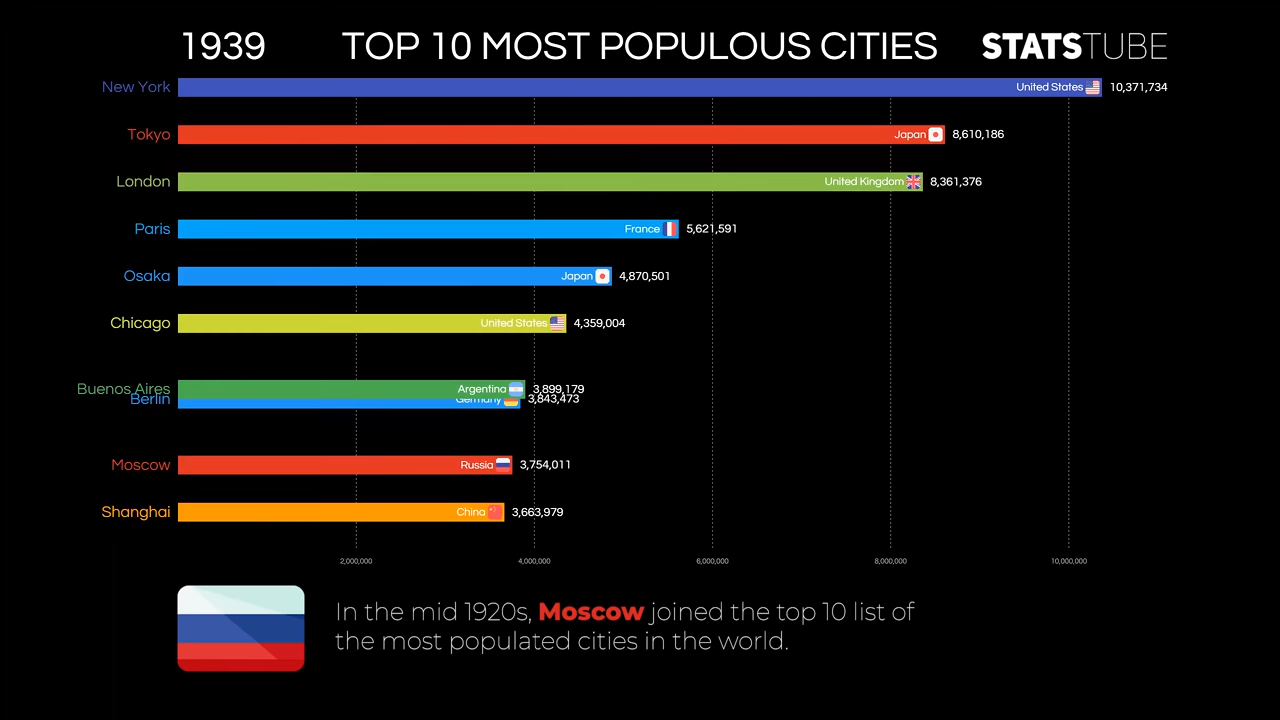 1939 TOP 10 MOST POPULOUS CITIES STATSTUBE
New York United States 10,371,734
Tokyo Japan 8,610,186
London United Kingdom 8,361,376
Paris France 5,621,591
Osaka Japan 4,870,501
Chicago United States 4,359,004
Buenos Aires Argentina 3,899,179
Berlin Germany 3,843,473
Moscow Russia 3,754,011
Shanghai China 3,663,979
2,000,000 4,000,000 6,000,000 8,000,000 10,000,000
In the mid 1920s, Moscow joined the top 10 list of
the most populated cities in the world.